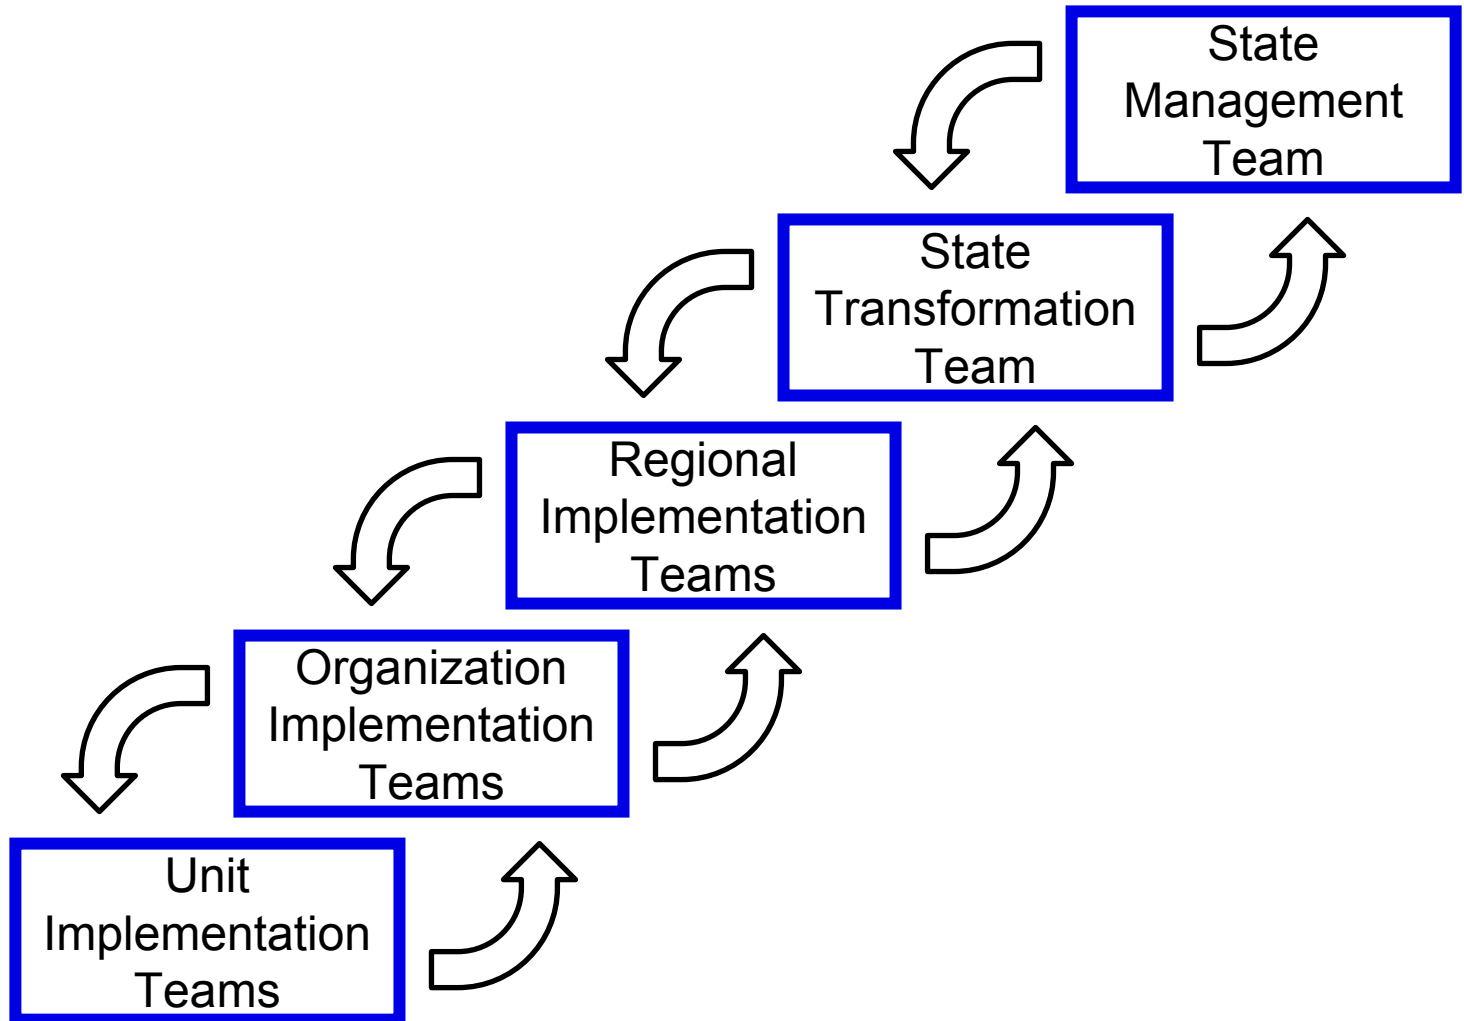 State
Management
Team
State
Transformation
Team
Regional
Implementation
Teams
Organization
Implementation
Teams
Unit
Implementation
Teams